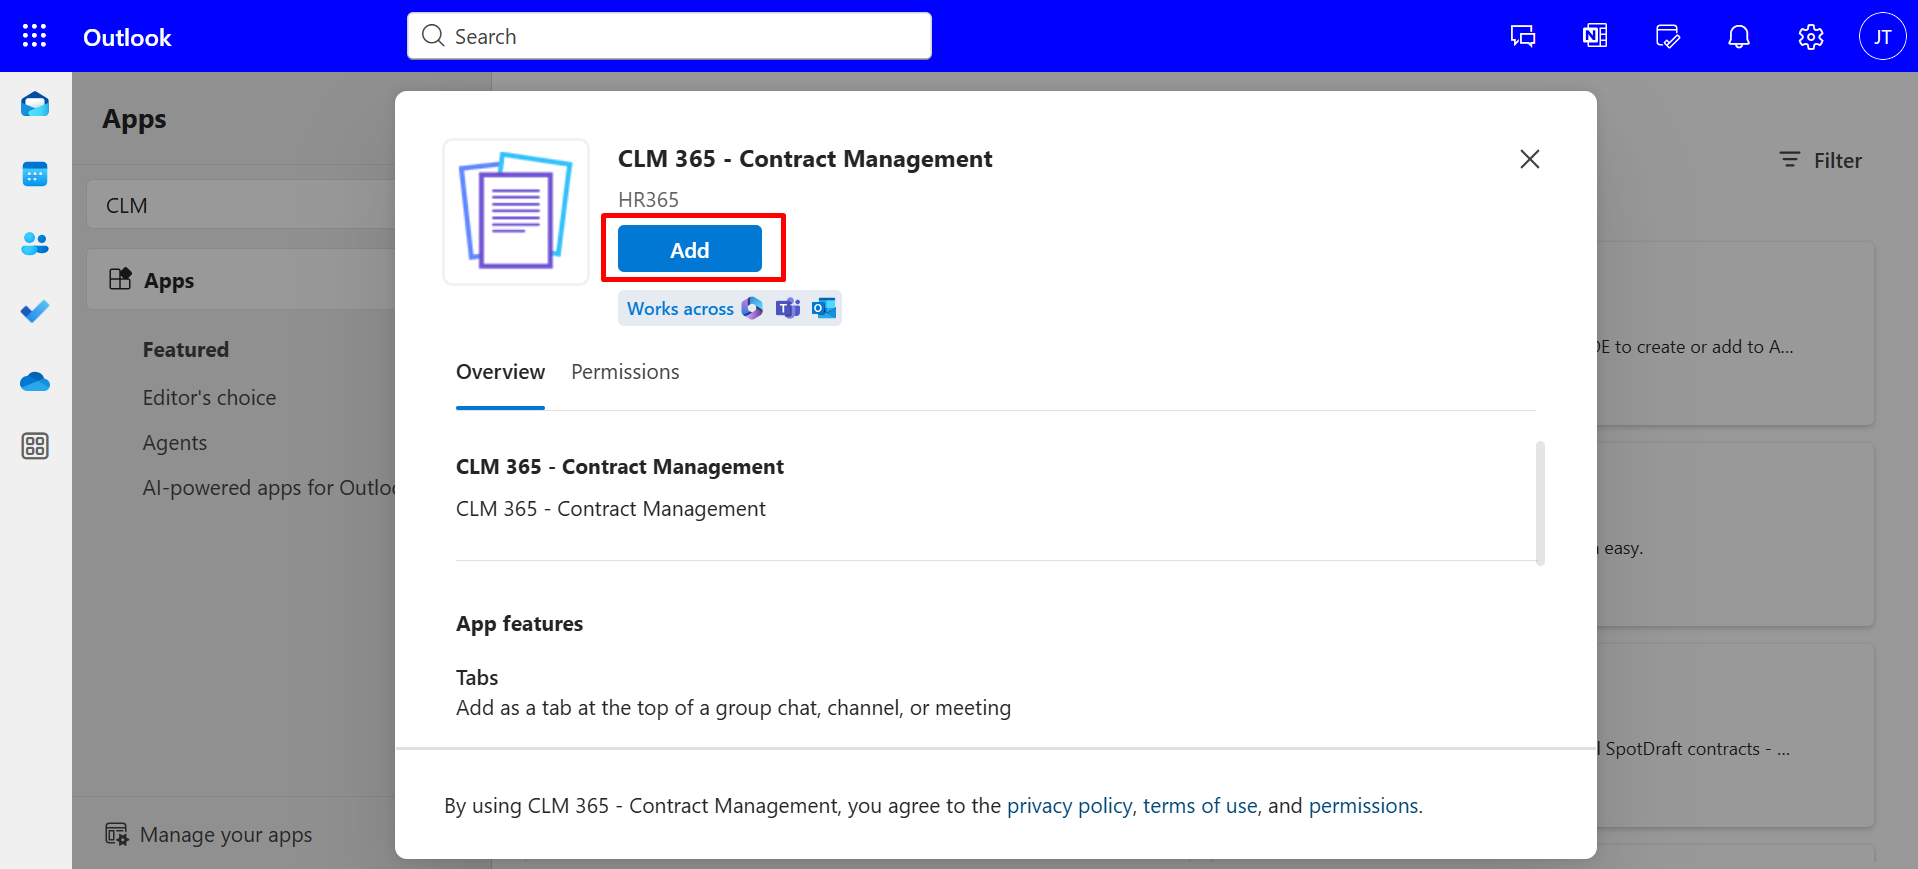 Outlook
Search
JT
Apps
CLM
Apps
Featured
Editor's choice
Agents
AI-powered apps for Outlo
Manage your apps
Filter
CLM 365 - Contract Management
HR365
Add
Works across
Overview Permissions
CLM 365 - Contract Management
CLM 365 - Contract Management
App features
Tabs
Add as a tab at the top of a group chat, channel, or meeting
By using CLM 365 - Contract Management, you agree to the privacy policy, terms of use, and permissions.
to create or add to A...
easy.
SpotDraft contracts - ...